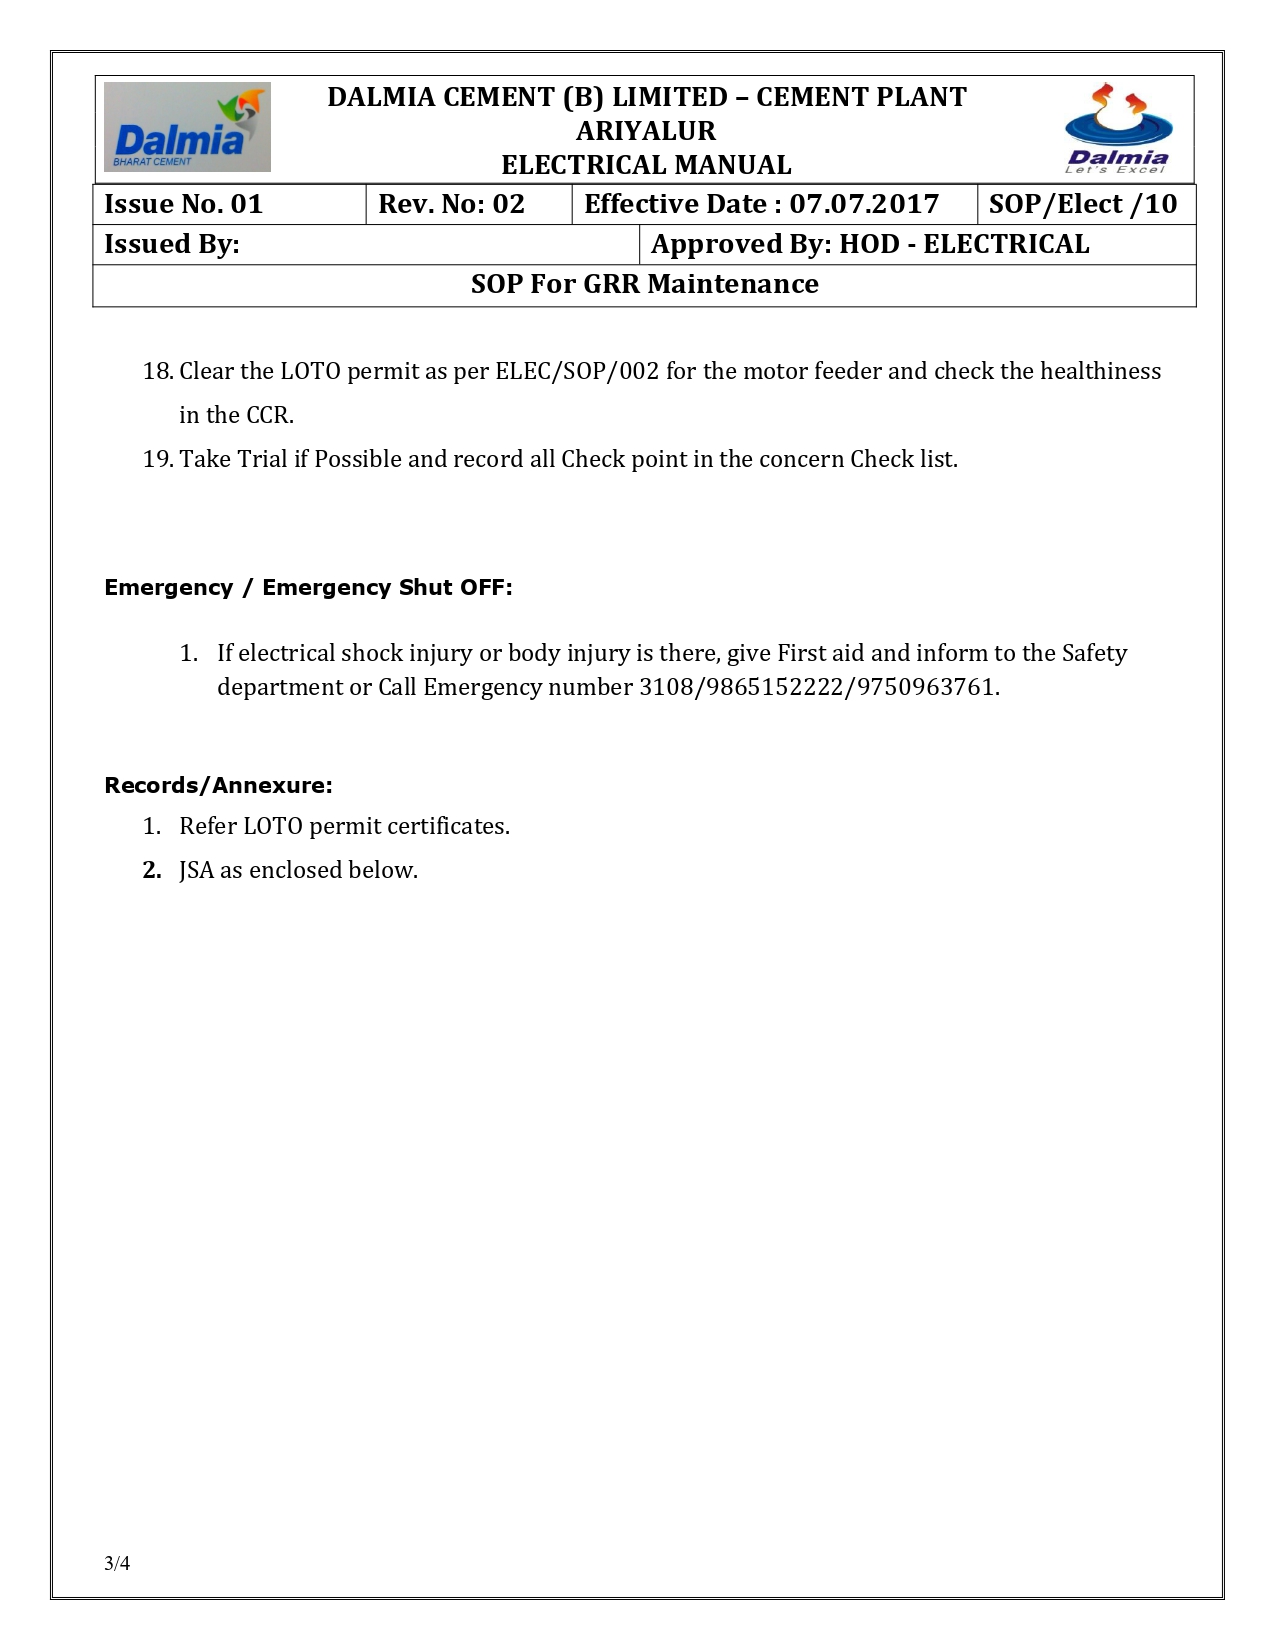 Dalmia
BHARAT CEMENT
DALMIA CEMENT (B) LIMITED – CEMENT PLANT
ARIYALUR
ELECTRICAL MANUAL
Dalmia
Let's Excel
Issue No. 01 Rev. No: 02 Effective Date : 07.07.2017 SOP/Elect /10
Issued By: Approved By: HOD - ELECTRICAL
SOP For GRR Maintenance
18. Clear the LOTO permit as per ELEC/SOP/002 for the motor feeder and check the healthiness
in the CCR.
19. Take Trial if Possible and record all Check point in the concern Check list.
Emergency / Emergency Shut OFF:
1. If electrical shock injury or body injury is there, give First aid and inform to the Safety
department or Call Emergency number 3108/9865152222/9750963761.
Records/Annexure:
1. Refer LOTO permit certificates.
2. JSA as enclosed below.
3/4